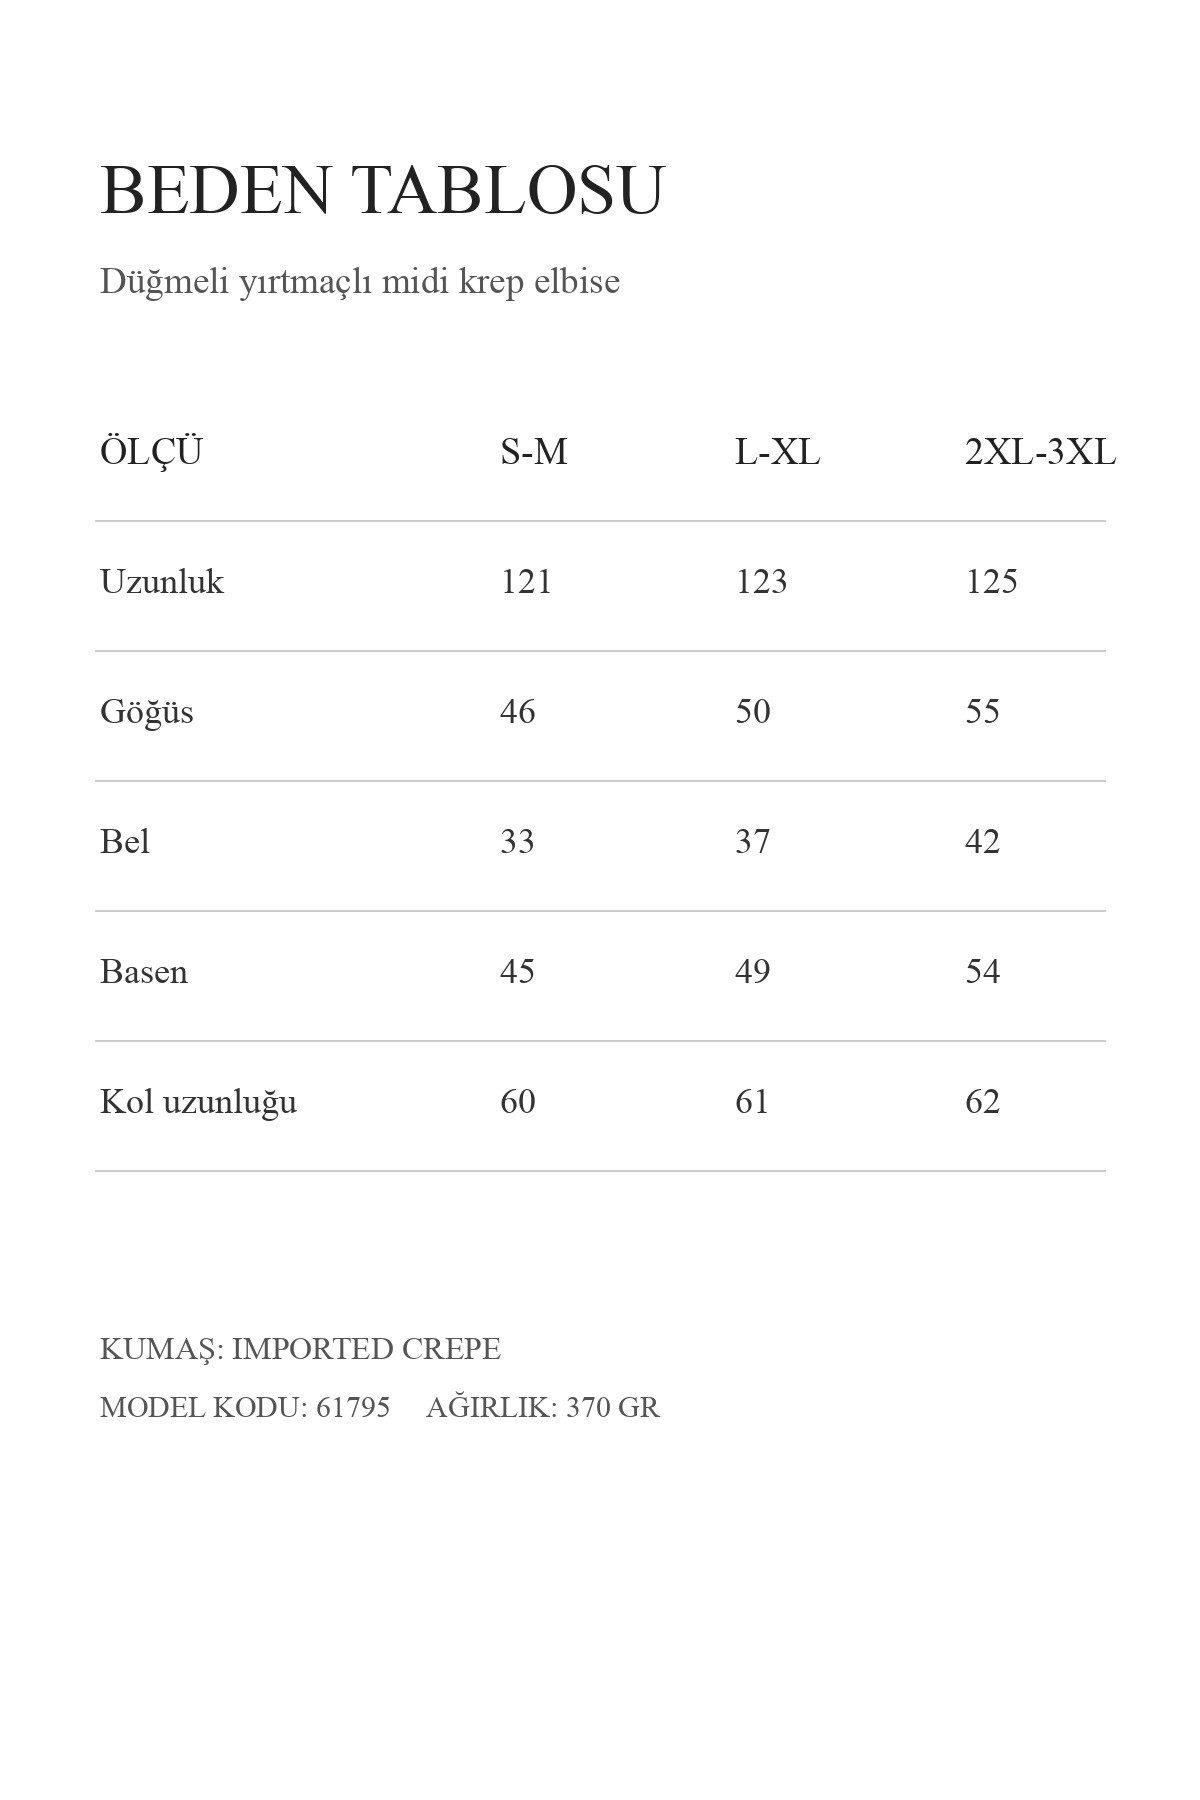 BEDEN TABLOSU
Düğmeli yırtmaçlı midi krep elbise
ÖLÇÜ S-M L-XL 2XL-3XL
Uzunluk 121 123 125
Göğüs 46 50 55
Bel 33 37 42
Basen 45 49 54
Kol uzunluğu 60 61 62
KUMAŞ: IMPORTED CREPE
MODEL KODU: 61795 AĞIRLIK: 370 GR